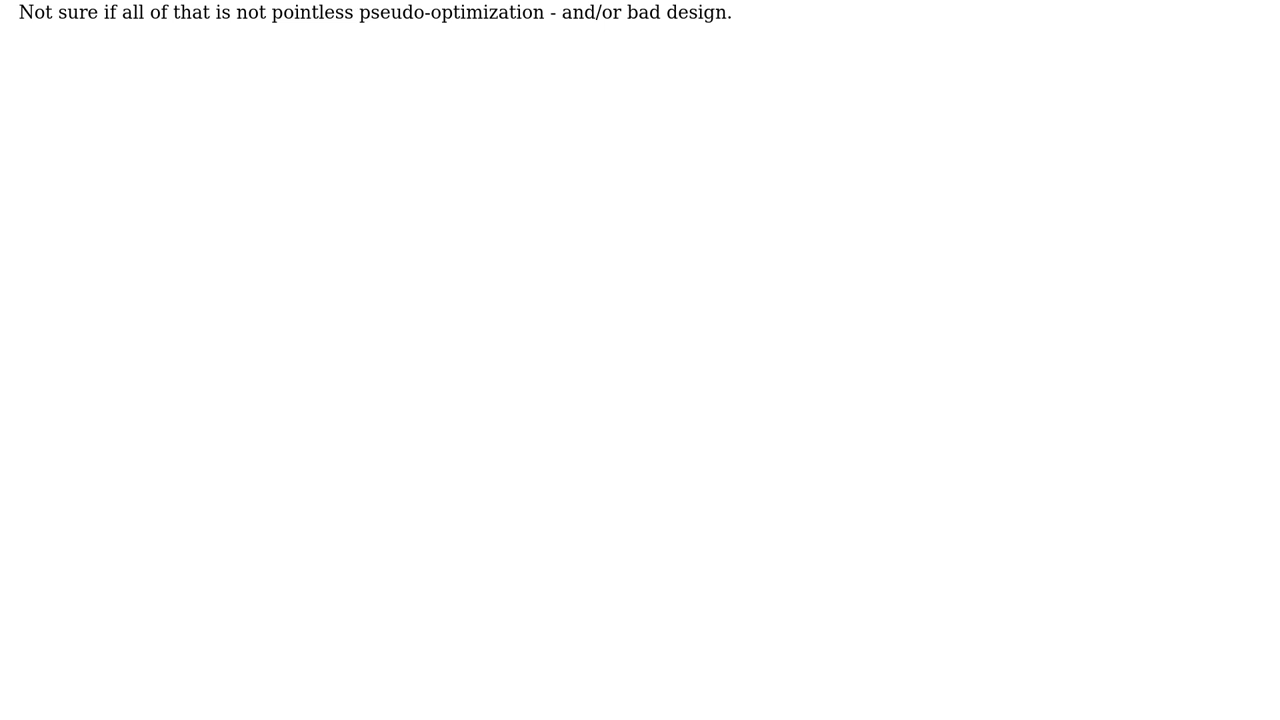 Not sure if all of that is not pointless pseudo-optimization - and/or bad design.